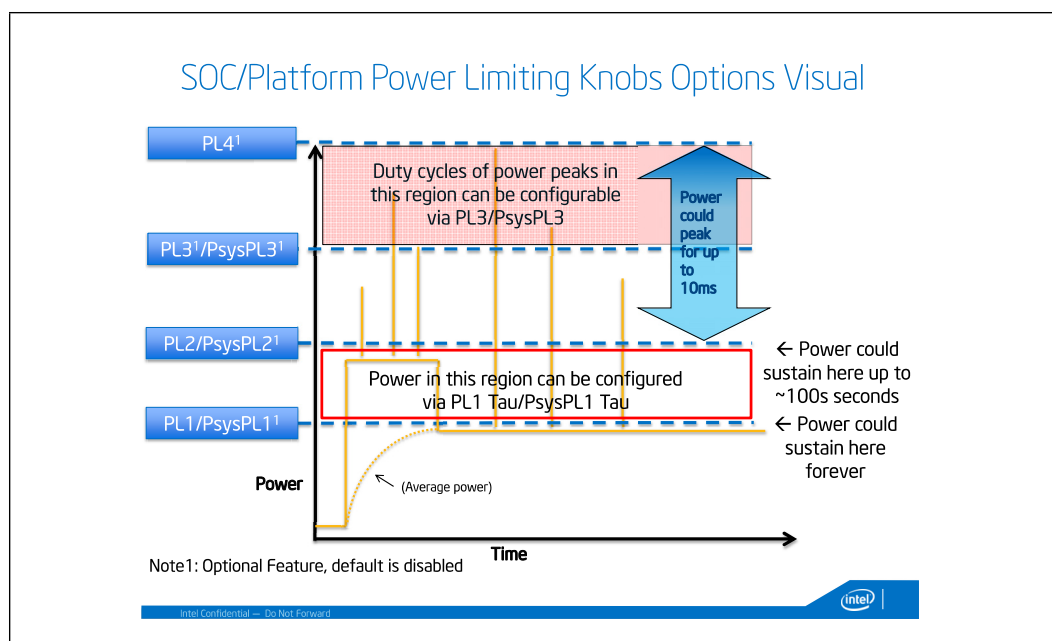 SOC/Platform Power Limiting Knobs Options Visual
PL4¹
Duty cycles of power peaks in
this region can be configurable
via PL3/PsysPL3
Power
could
peak
for up
to
10ms
PL3¹/PsysPL3¹
PL2/PsysPL2¹
← Power could
sustain here up to
~100s seconds
Power in this region can be configured
via PL1 Tau/PsysPL1 Tau
PL1/PsysPL1¹
← Power could
sustain here
forever
Power
(Average power)
Time
Note1: Optional Feature, default is disabled
Intel Confidential — Do Not Forward
intel